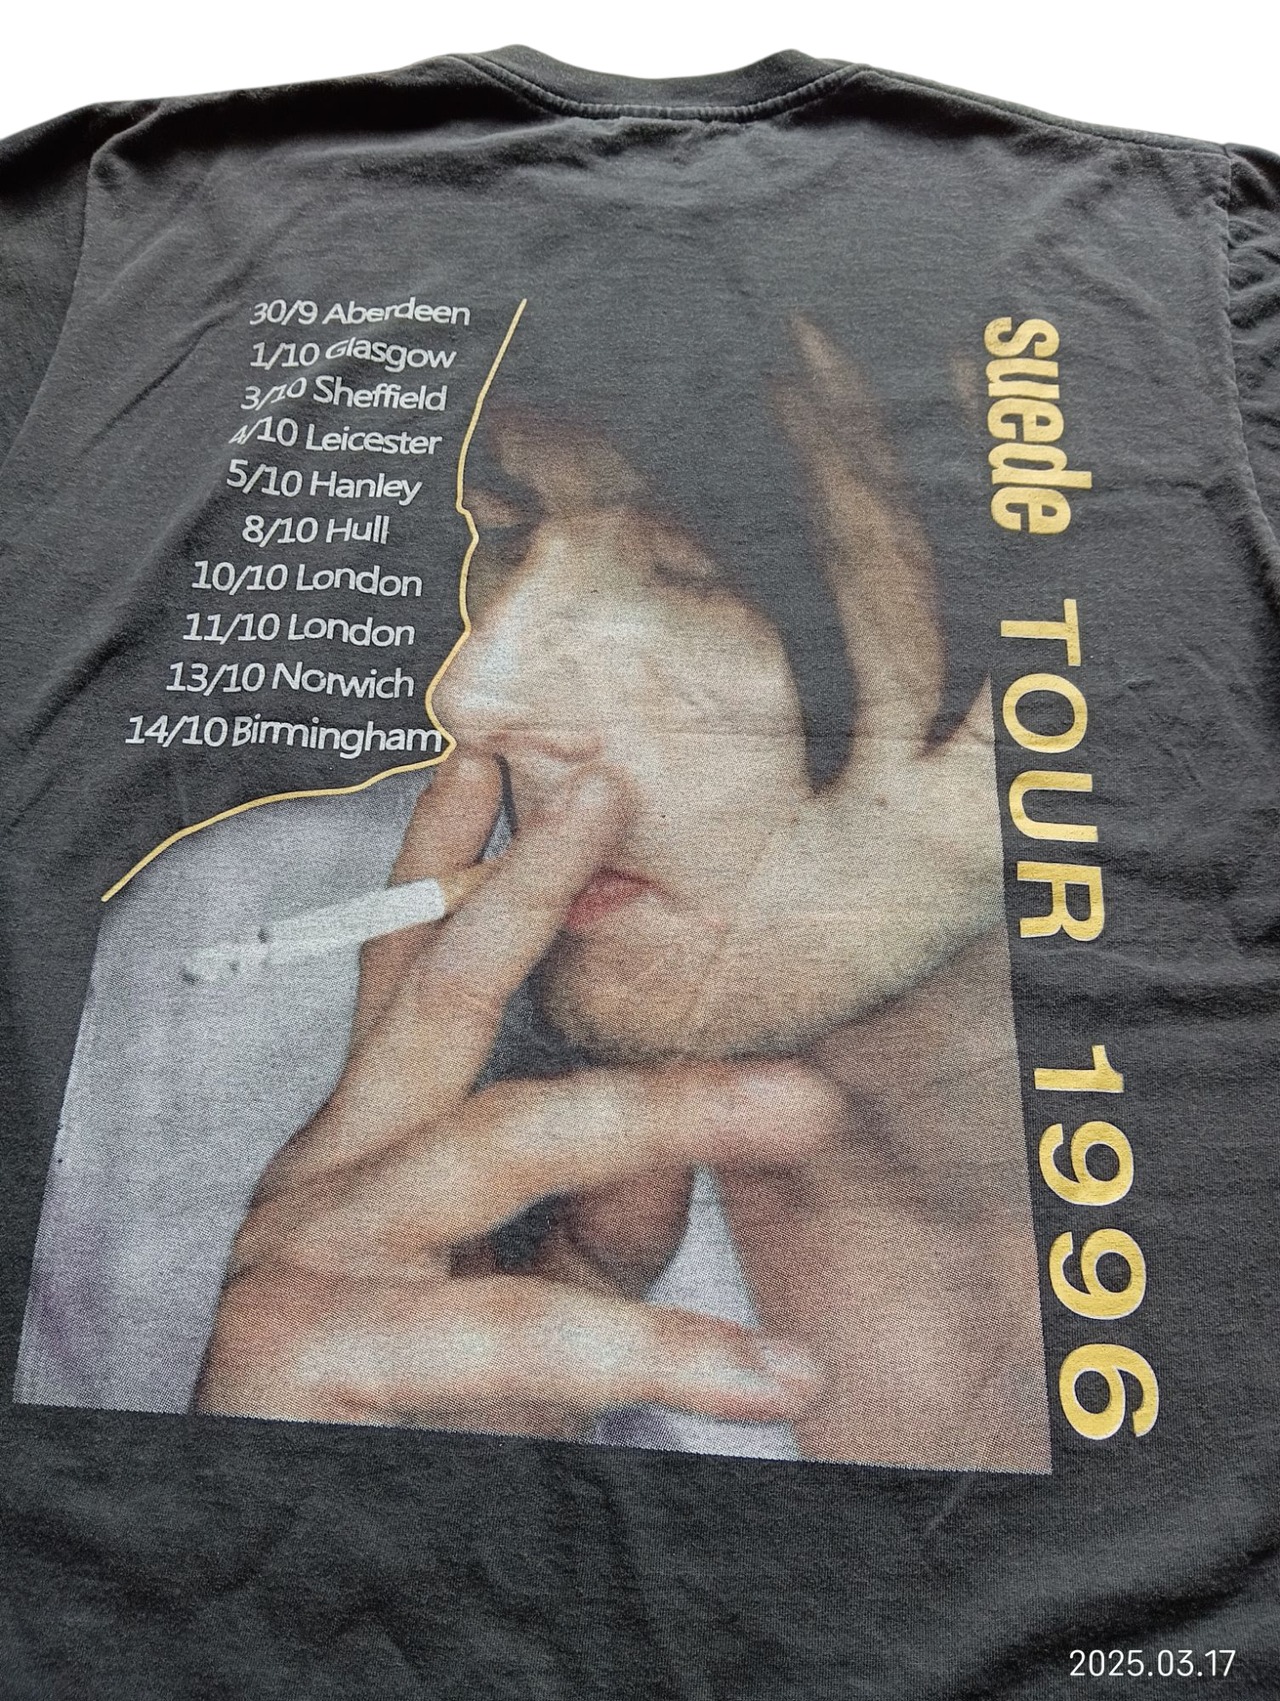 30/9 Aberdeen
1/10 Glasgow
3/10 Sheffield
4/10 Leicester
5/10 Hanley
8/10 Hull
10/10 London
11/10 London
13/10 Norwich
14/10 Birmingham
suede TOUR 1996
2025.03.17